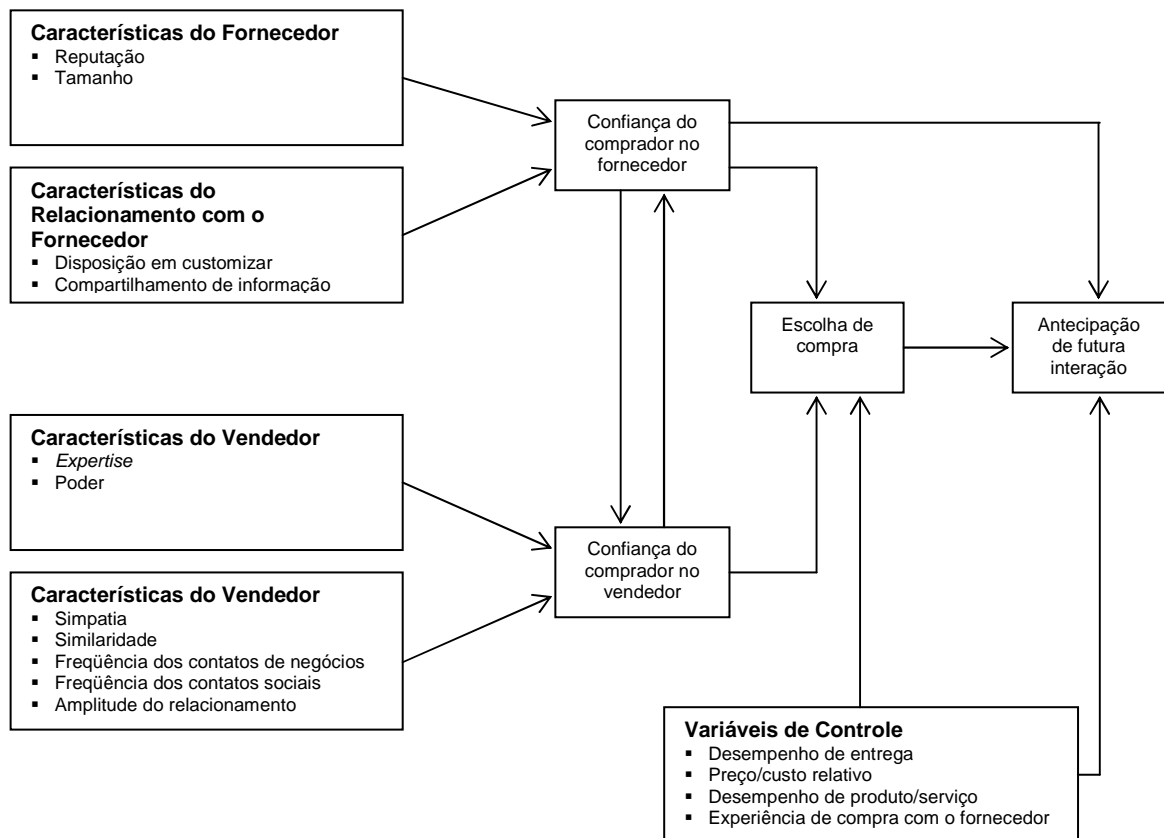 Características do Fornecedor
▪ Reputação
▪ Tamanho
Características do
Relacionamento com o
Fornecedor
▪ Disposição em customizar
▪ Compartilhamento de informação
Confiança do
comprador no
fornecedor
Escolha de
compra
Antecipação
de futura
interação
Características do Vendedor
▪ Expertise
▪ Poder
Confiança do
comprador no
vendedor
Características do Vendedor
▪ Simpatia
▪ Similaridade
▪ Freqüência dos contatos de negócios
▪ Freqüência dos contatos sociais
▪ Amplitude do relacionamento
Variáveis de Controle
▪ Desempenho de entrega
▪ Preço/custo relativo
▪ Desempenho de produto/serviço
▪ Experiência de compra com o fornecedor